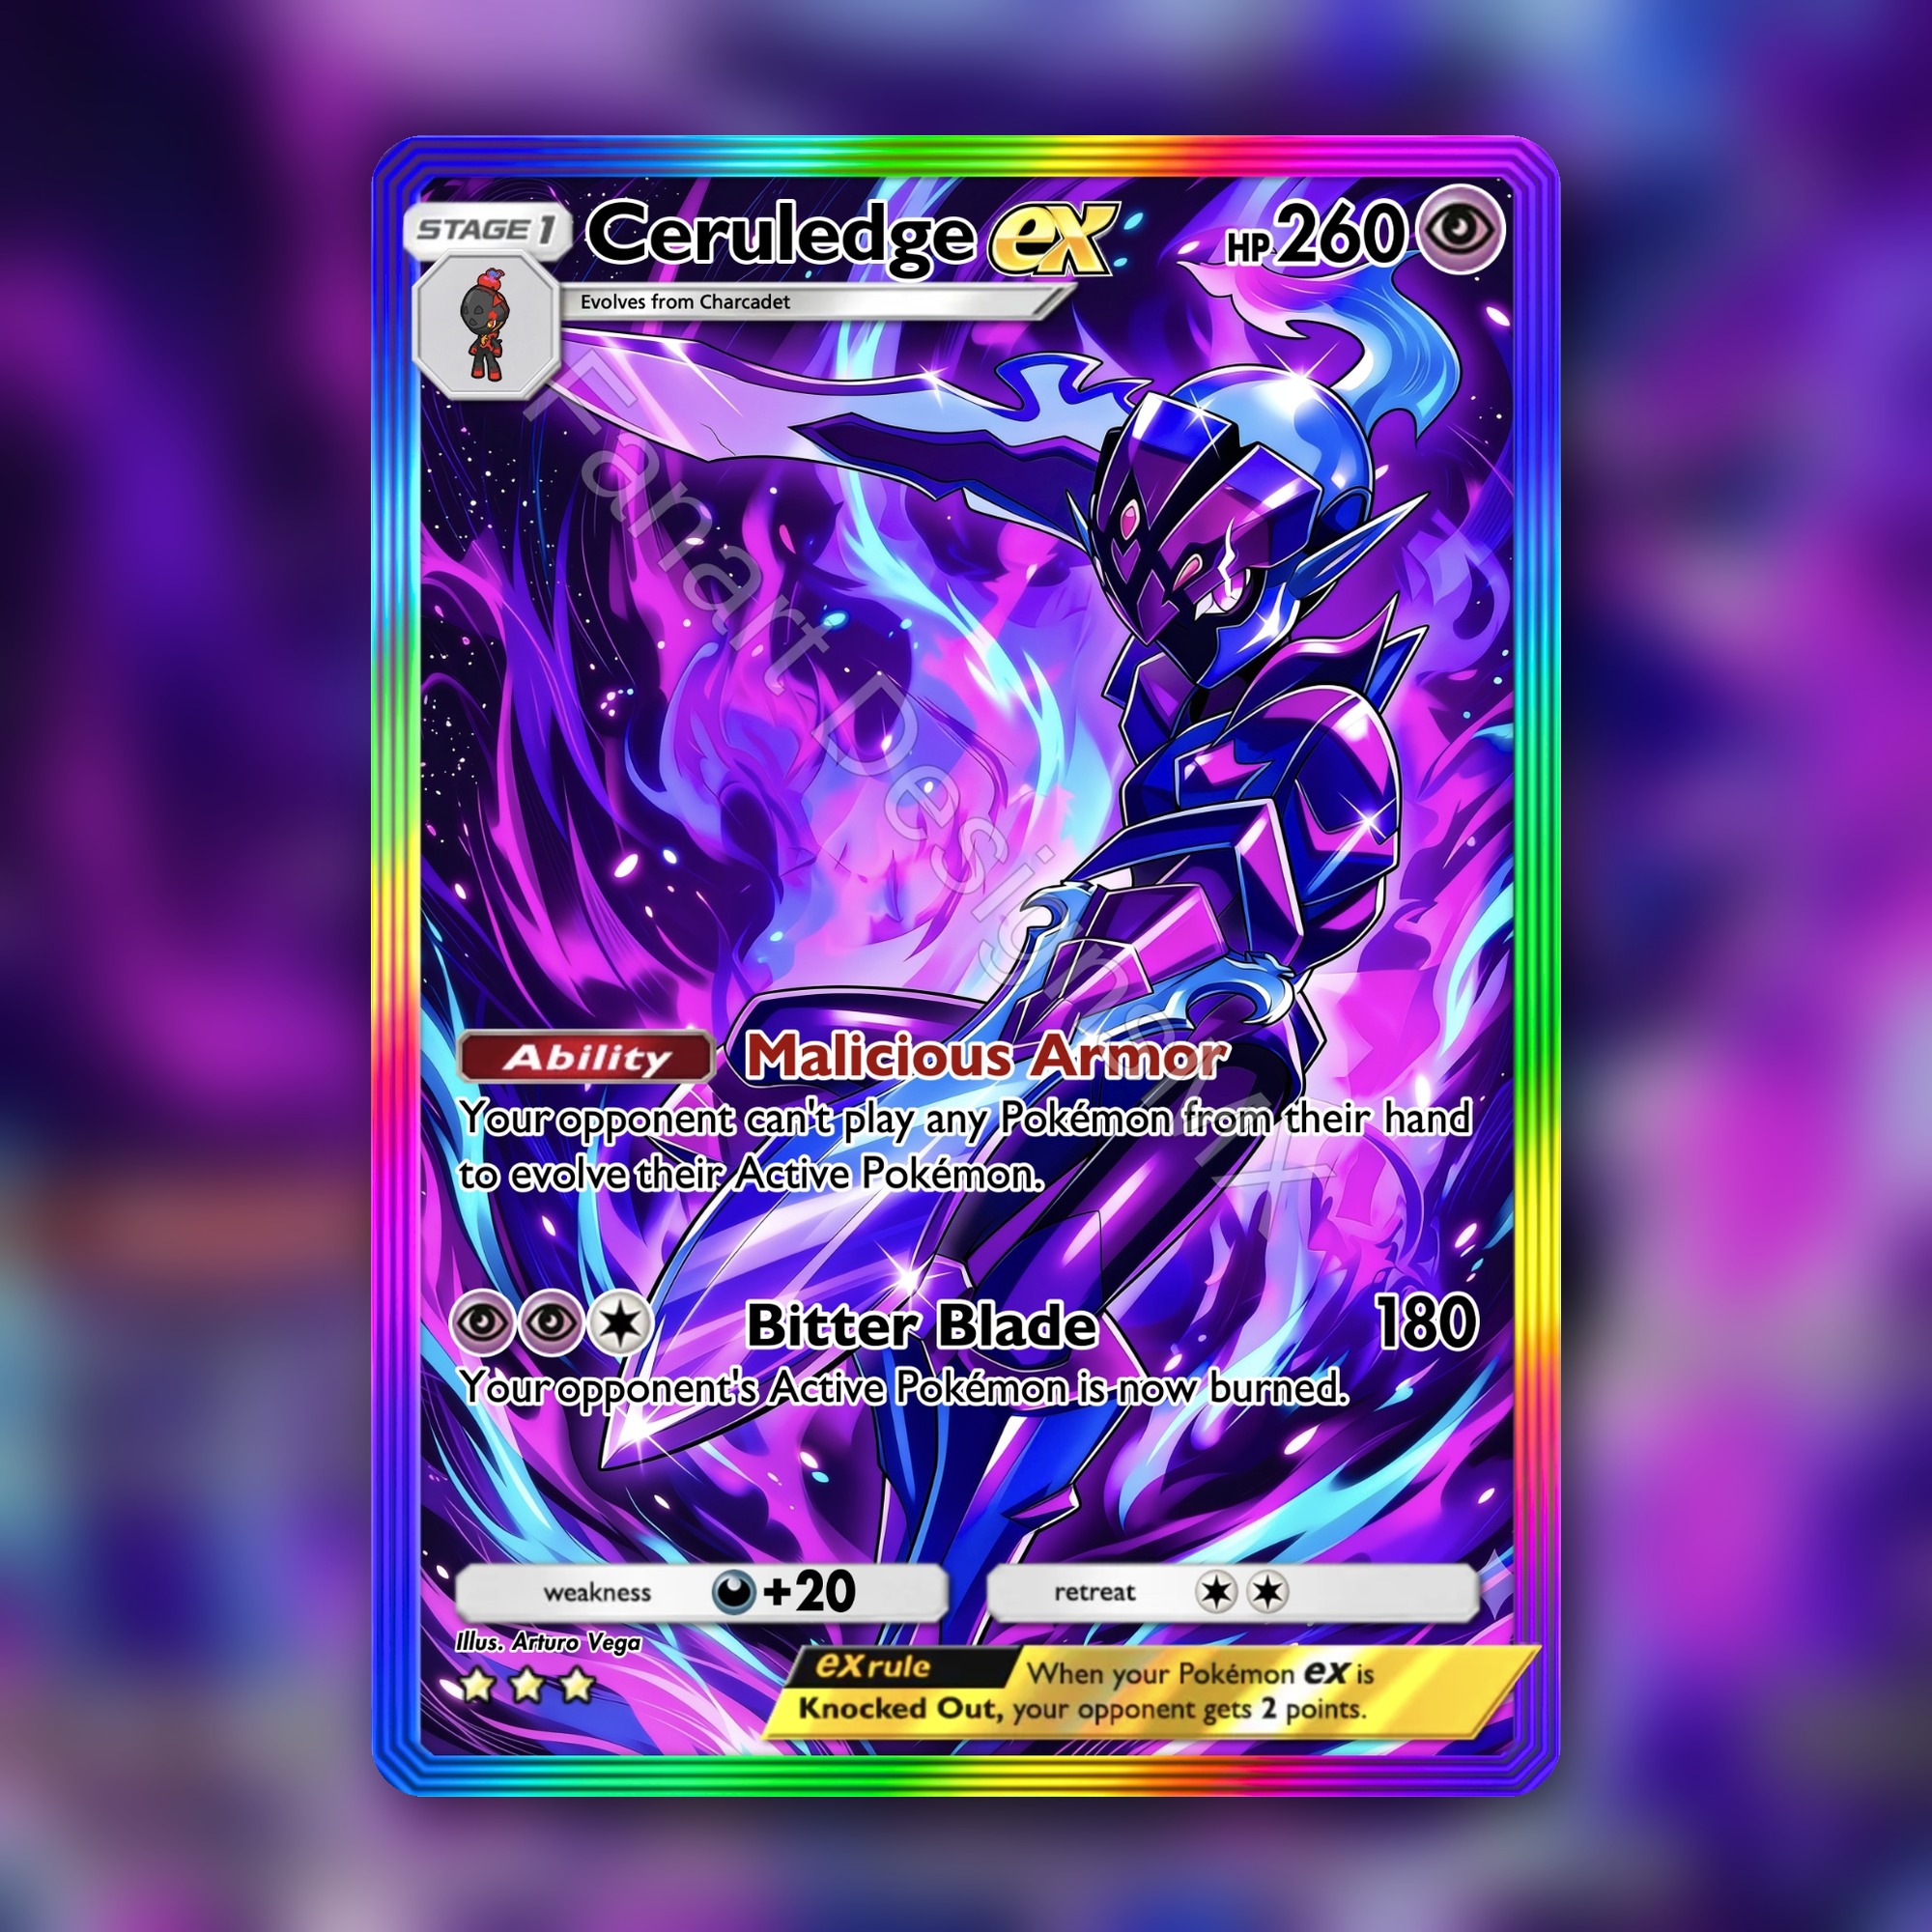 STAGE 1 Ceruledge ex HP 260
Evolves from Charcadet
Fanart DesignerMX
Ability Malicious Armor
Your opponent can't play any Pokémon from their hand
to evolve their Active Pokémon.
Bitter Blade 180
Your opponent's Active Pokémon is now burned.
weakness +20 retreat
Illus. Arturo Vega
ex rule When your Pokémon ex is
Knocked Out, your opponent gets 2 points.